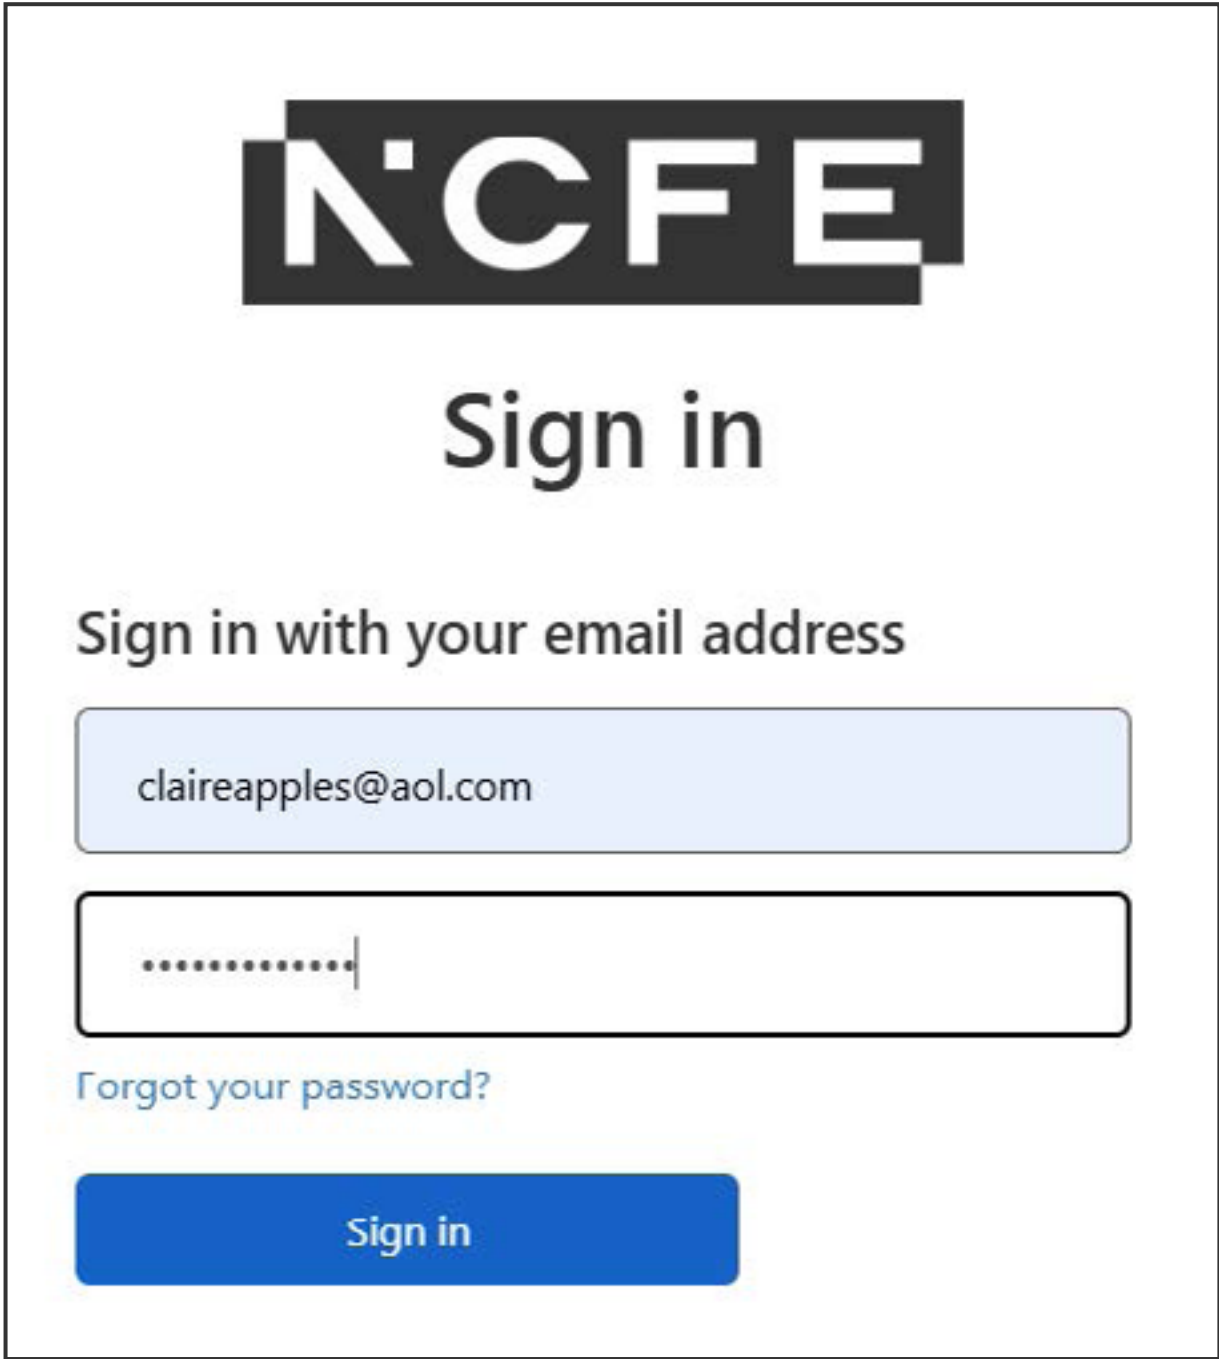 NCFE
Sign in
Sign in with your email address
claireapples@aol.com
•••••••••••••
Forgot your password?
Sign in